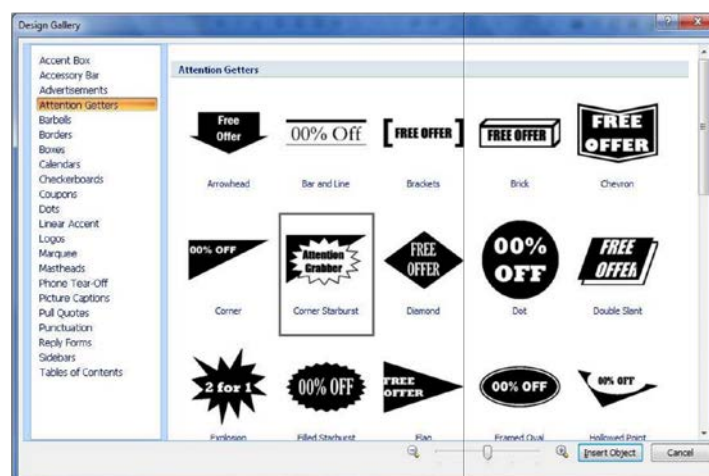 Design Gallery
Accent Box
Accessory Bar
Advertisements
Attention Getters
Barbells
Borders
Boxes
Calendars
Checkerboards
Coupons
Dots
Linear Accent
Logos
Marquee
Mastheads
Phone Tear-Off
Picture Captions
Pull Quotes
Punctuation
Reply Forms
Sidebars
Tables of Contents
Attention Getters
Free
Offer
00% Off
FREE OFFER
FREE OFFER
FREE
OFFER
Arrowhead
Bar and Line
Brackets
Brick
Chevron
00% OFF
Attention
Grabber
FREE
OFFER
00%
OFF
FREE
OFFER
Corner
Corner Starburst
Diamond
Dot
Double Slant
2 for 1
00% OFF
FREE
OFFER
00% OFF
00% OFF
Explosion
Filled Starburst
Flag
Framed Oval
Hollowed Point
Insert Object
Cancel